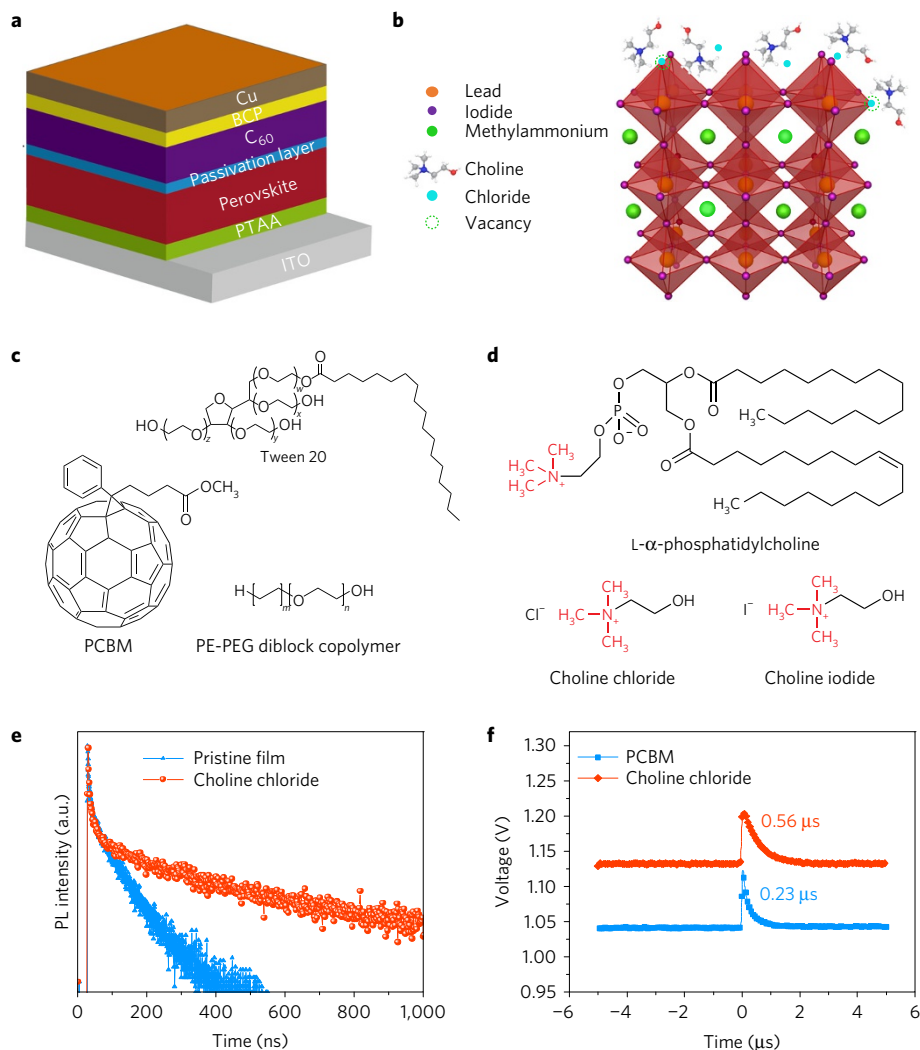 a
Cu
BCP
C60
Passivation layer
Perovskite
PTAA
ITO
b
Lead
Iodide
Methylammonium
Choline
Chloride
Vacancy
c
O
O
O
w
O
O
OH
x
HO
O
z
O
OH
y
Tween 20
OCH3
O
PCBM
H
m
O
n
OH
PE-PEG diblock copolymer
d
O
O
O
P
O
O−
O
O
O
H3C
CH3
H3C
N+
H3C
H3C
L-α-phosphatidylcholine
Cl−
CH3
H3C
N+
CH3
OH
Choline chloride
I−
CH3
H3C
N+
CH3
OH
Choline iodide
e
PL intensity (a.u.)
Pristine film
Choline chloride
0 200 400 600 800 1,000
Time (ns)
f
Voltage (V)
1.30
1.25
1.20
1.15
1.10
1.05
1.00
0.95
PCBM
Choline chloride
0.56 µs
0.23 µs
−6 −4 −2 0 2 4 6
Time (µs)